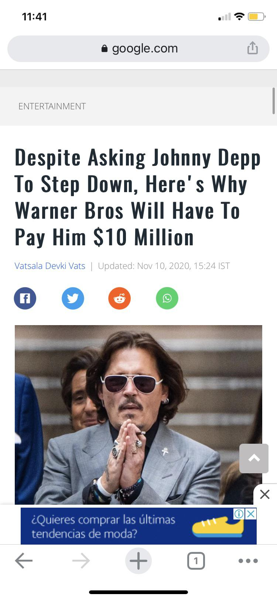 11:41
google.com
ENTERTAINMENT
Despite Asking Johnny Depp
To Step Down, Here's Why
Warner Bros Will Have To
Pay Him $10 Million
Vatsala Devki Vats | Updated: Nov 10, 2020, 15:24 IST
¿Quieres comprar las últimas
tendencias de moda?
1